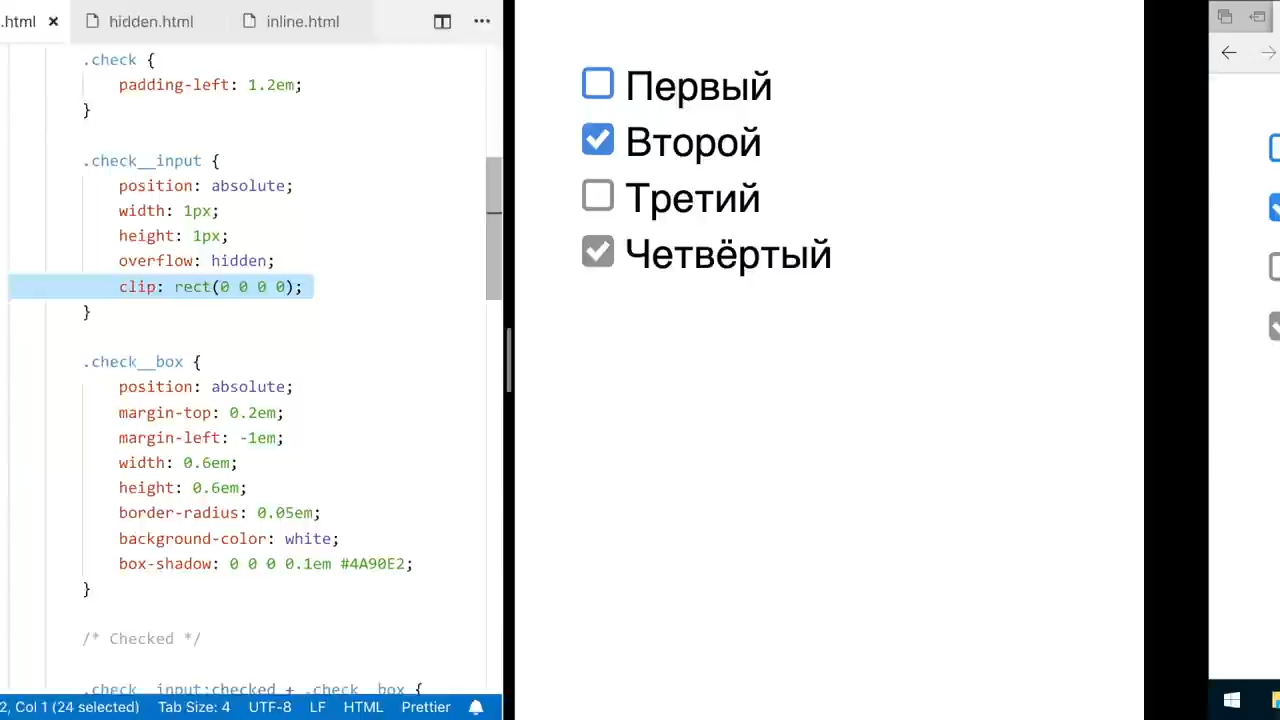 .html
hidden.html
inline.html
.check {
padding-left: 1.2em;
}
.check__input {
position: absolute;
width: 1px;
height: 1px;
overflow: hidden;
clip: rect(0 0 0 0);
}
.check__box {
position: absolute;
margin-top: 0.2em;
margin-left: -1em;
width: 0.6em;
height: 0.6em;
border-radius: 0.05em;
background-color: white;
box-shadow: 0 0 0 0.1em #4A90E2;
}
/* Checked */
.check__input:checked + .check__box {
2, Col 1 (24 selected)
Tab Size: 4
UTF-8
LF
HTML
Prettier
Первый
Второй
Третий
Четвёртый